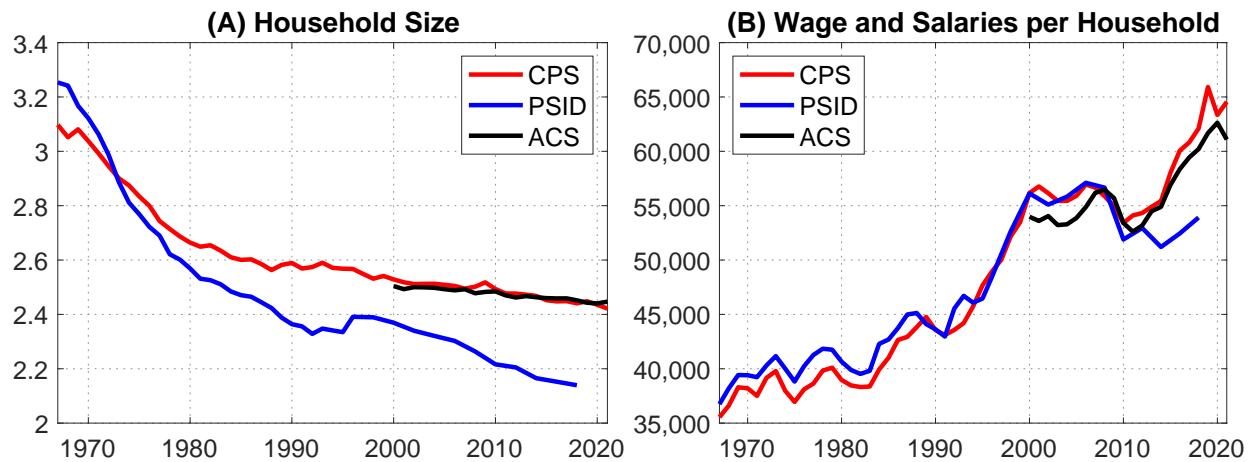 (A) Household Size
3.4
3.2
3
2.8
2.6
2.4
2.2
2
1970 1980 1990 2000 2010 2020
CPS
PSID
ACS
(B) Wage and Salaries per Household
70,000
65,000
60,000
55,000
50,000
45,000
40,000
35,000
1970 1980 1990 2000 2010 2020
CPS
PSID
ACS